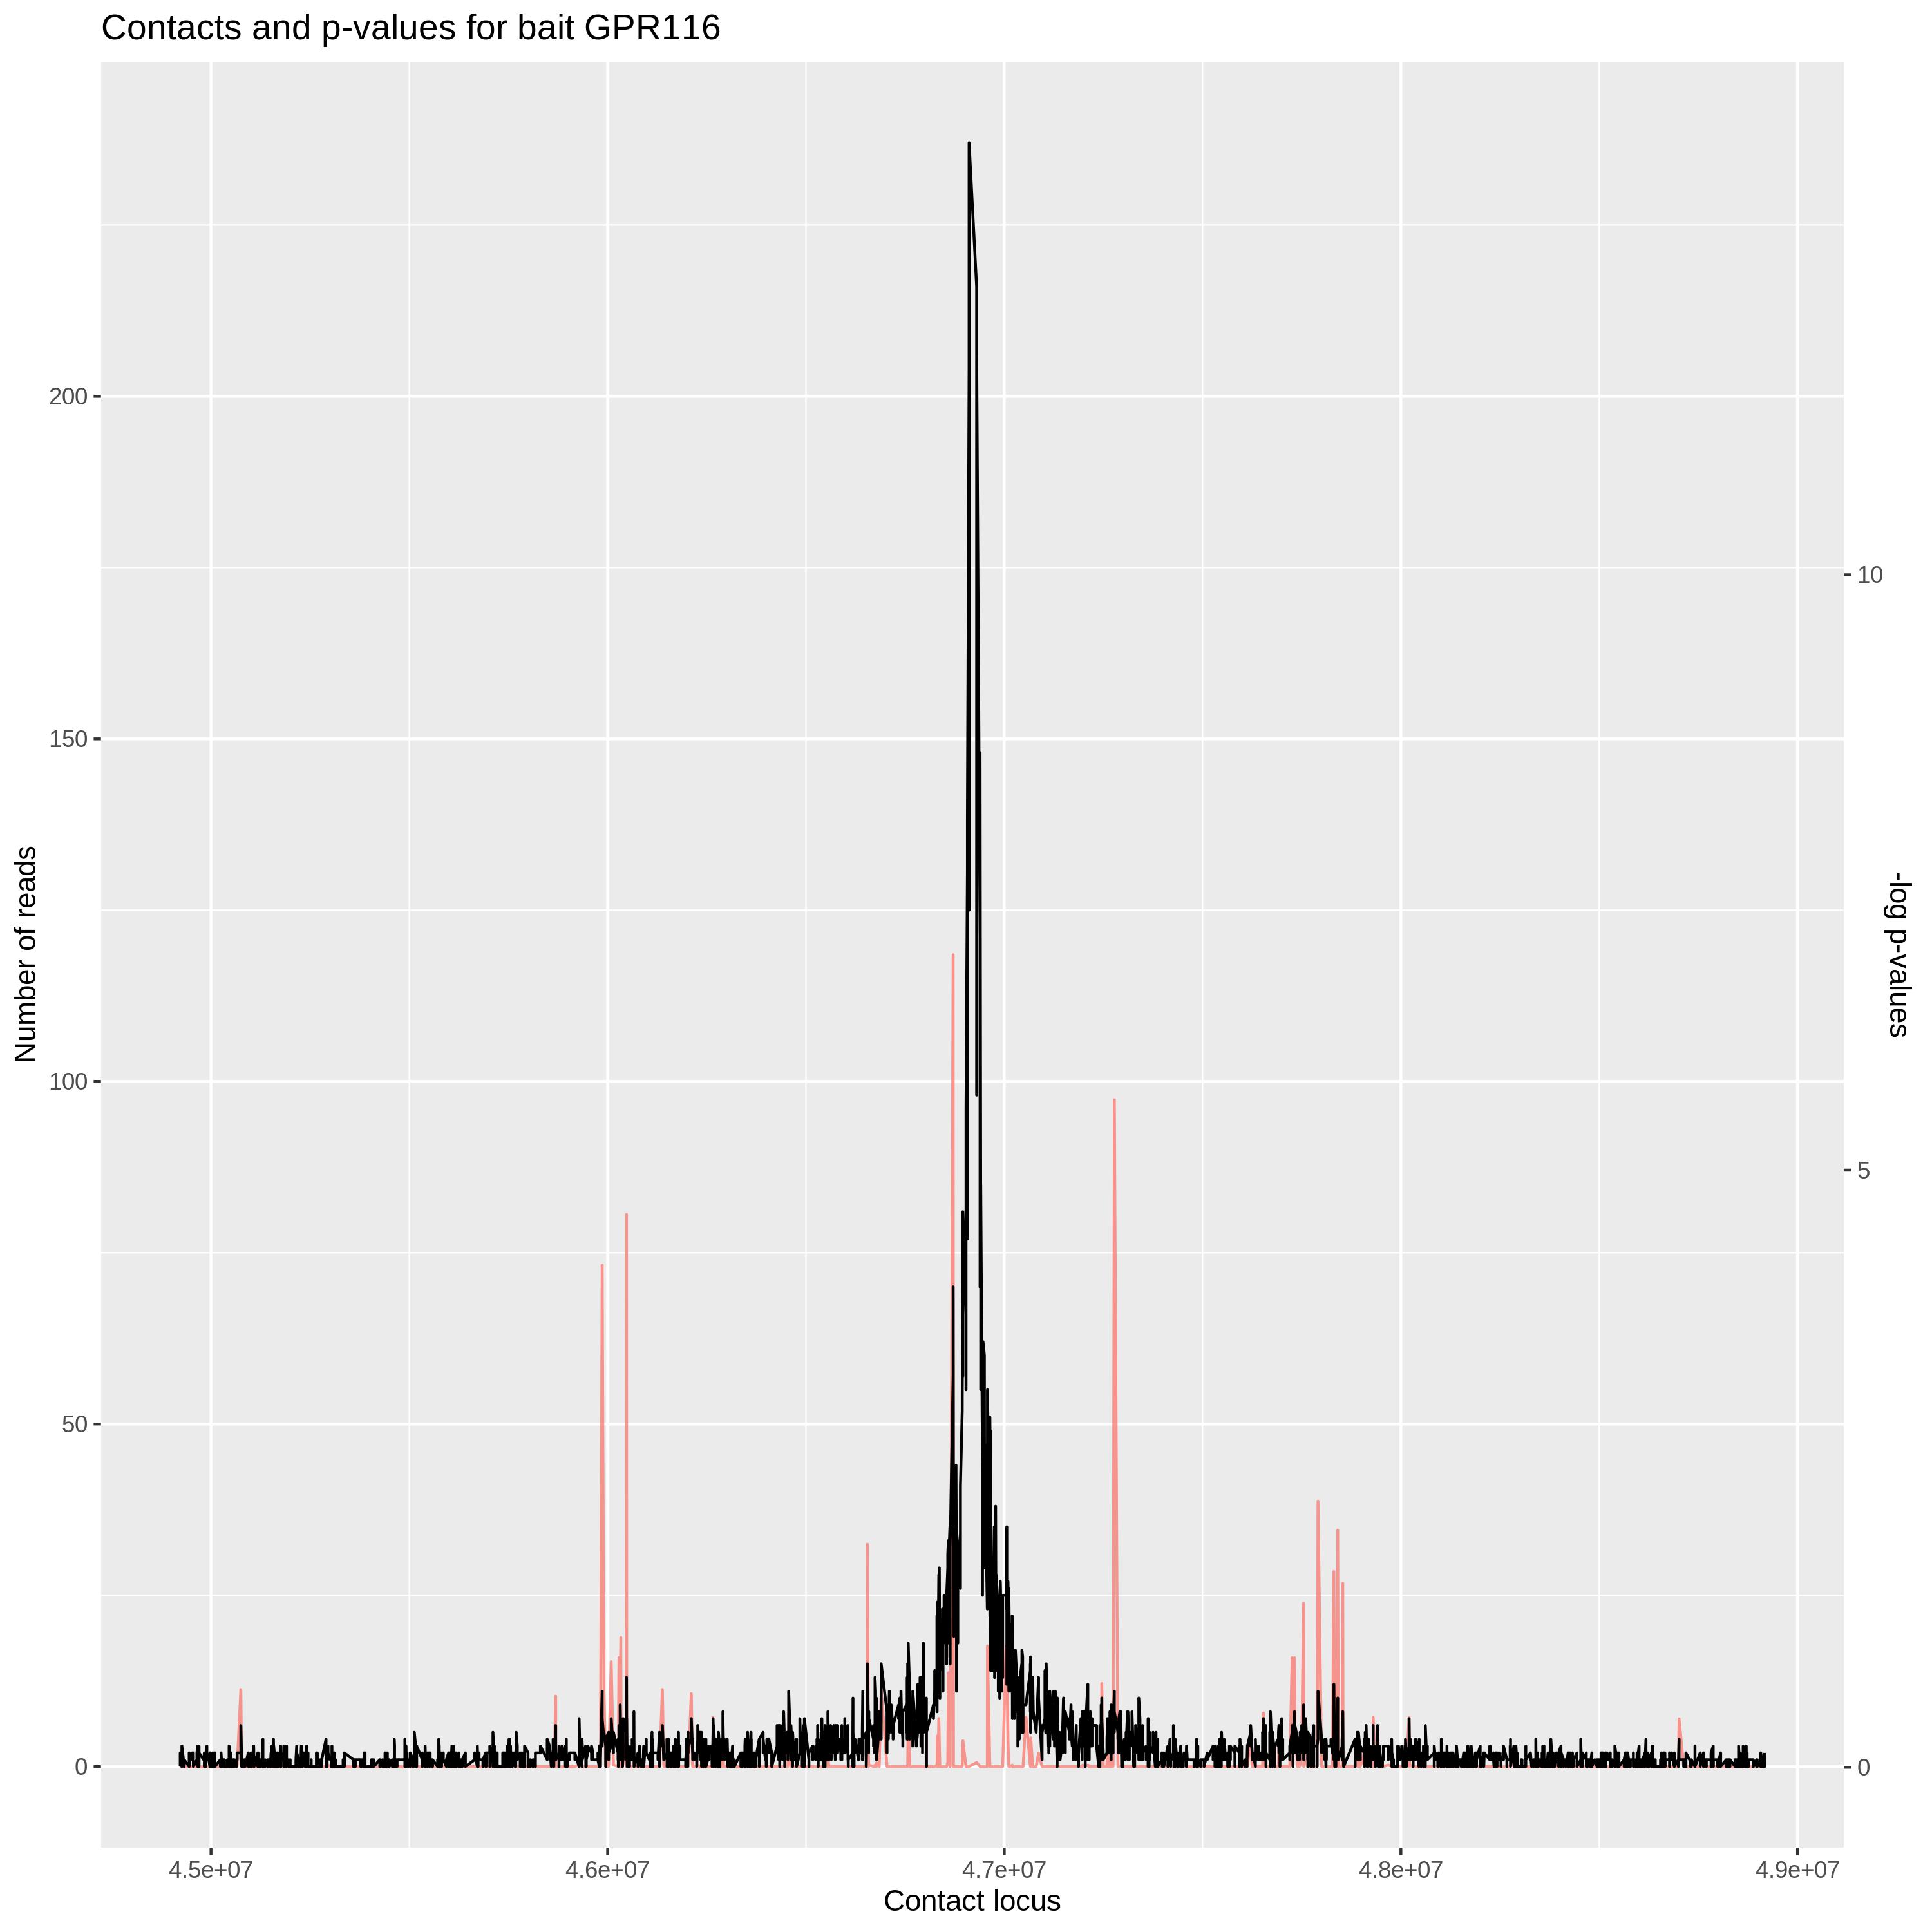 Contacts and p-values for bait GPR116
Number of reads
200
150
100
50
0
10
5
0
-log p-values
4.5e+07
4.6e+07
4.7e+07
4.8e+07
4.9e+07
Contact locus